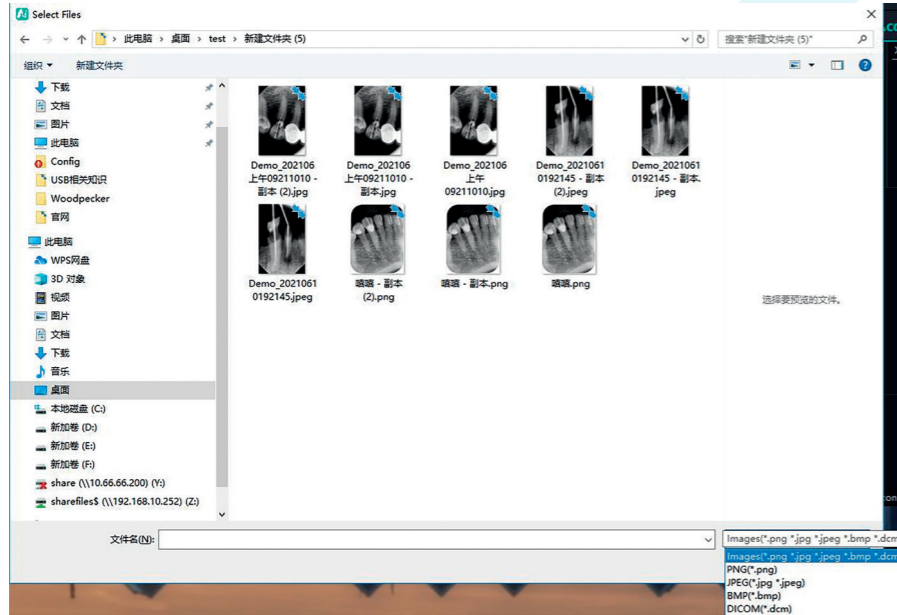 Select Files
此电脑 › 桌面 › test › 新建文件夹 (5)
搜索"新建文件夹 (5)"
组织
新建文件夹
下载
文档
图片
此电脑
Config
USB相关知识
Woodpecker
官网
此电脑
WPS网盘
3D 对象
视频
图片
文档
下载
音乐
桌面
本地磁盘 (C:)
新加卷 (D:)
新加卷 (E:)
新加卷 (F:)
share (\\10.66.66.200) (Y:)
sharefiles$ (\\192.168.10.252) (Z:)
Demo_202106
上午09211010 -
副本 (2).jpg
Demo_202106
上午09211010 -
副本.jpg
Demo_202106
上午
09211010.jpg
Demo_2021061
0192145 - 副本
(2).jpeg
Demo_2021061
0192145 - 副本.
jpeg
Demo_2021061
0192145.jpeg
嘻嘻 - 副本
(2).png
嘻嘻 - 副本.png
嘻嘻.png
选择要预览的文件。
文件名(N):
Images(*.png *.jpg *.jpeg *.bmp *.dcm
Images(*.png *.jpg *.jpeg *.bmp *.dcm
PNG(*.png)
JPEG(*.jpg *.jpeg)
BMP(*.bmp)
DICOM(*.dcm)